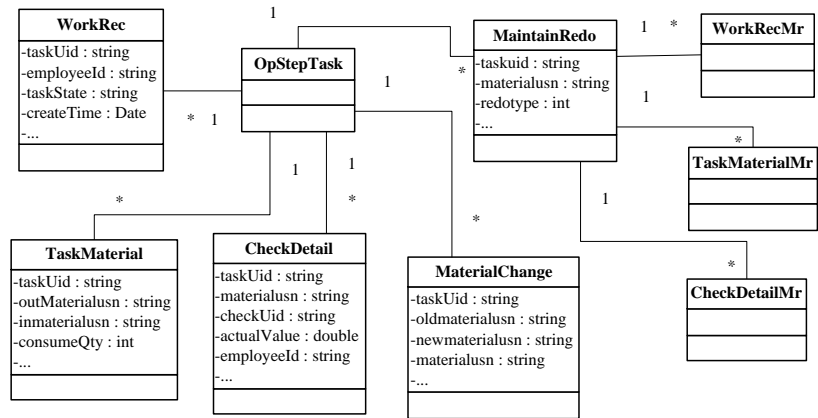 WorkRec
-taskUid : string
-employeeId : string
-taskState : string
-createTime : Date
-...
* 1
OpStepTask
1
*
1
1
1
MaintainRedo
-taskuid : string
-materialusn : string
-redotype : int
-...
1 *
WorkRecMr
1
*
TaskMaterialMr
1
*
CheckDetailMr
*
TaskMaterial
-taskUid : string
-outMaterialusn : string
-inmaterialusn : string
-consumeQty : int
-...
*
CheckDetail
-taskUid : string
-materialusn : string
-checkUid : string
-actualValue : double
-employeeId : string
-...
*
MaterialChange
-taskUid : string
-oldmaterialusn : string
-newmaterialusn : string
-materialusn : string
-...